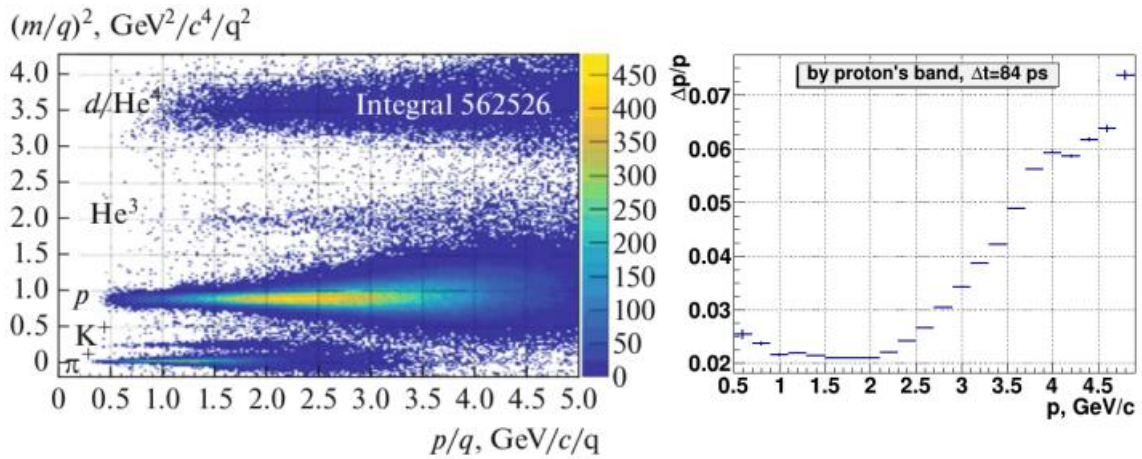 (m/q)², GeV²/c⁴/q²
4.0
3.5
3.0
2.5
2.0
1.5
1.0
0.5
0
d/He⁴
He³
p
K⁺
π⁺
Integral 562526
0 0.5 1.0 1.5 2.0 2.5 3.0 3.5 4.0 4.5 5.0
p/q, GeV/c/q
450
400
350
300
250
200
150
100
50
0
Δp/p
by proton's band, Δt=84 ps
0.07
0.06
0.05
0.04
0.03
0.02
0.5 1 1.5 2 2.5 3 3.5 4 4.5
p, GeV/c